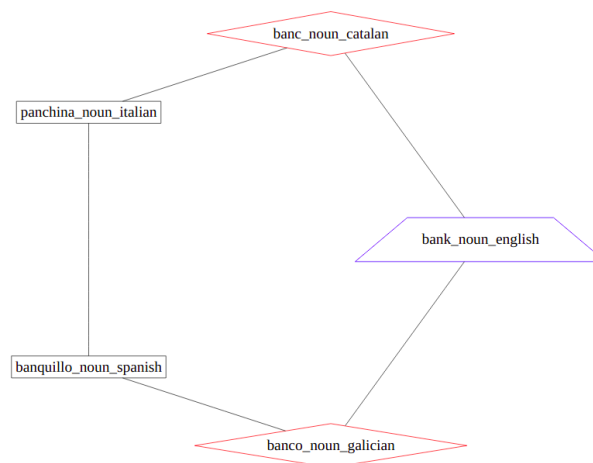 banc_noun_catalan
panchina_noun_italian
bank_noun_english
banquillo_noun_spanish
banco_noun_galician